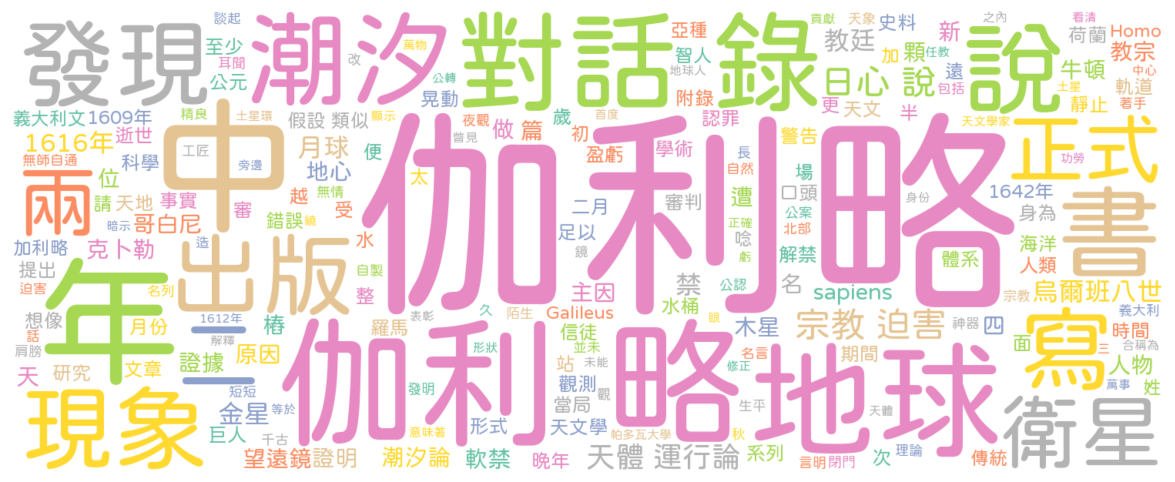 發現
潮汐
對話
錄
說
伽利略
伽利
略
地球
中
年
出版
兩
一
正式
書
寫
衛星
現象
宗教 迫害
天體 運行論
日心 說
烏爾班八世
談起
萬物
改
至少
耳聞
公元
公轉
晃動
夜觀
曾見
亞種
智人
地球人
附錄
貢獻
天象
教廷
加
顆
任教
更
天文
新
遠
包括
半
之內
看清
荷蘭
Homo
教宗
牛頓
中心
軌道
土星
靜止
著手
天文學家
功勞
義大利文
1609年
精良
土星環
假設 類似
顯示
1616年
逝世
無師自通
科學
工匠
旁邊
月球
便
地心
無情
位
請
天地
事實
越
審
受
哥白尼
錯誤
暗示
加利略
克卜勒
造
繞
水
提出
迫害
想像
話
肩膀
月份
名列
1612年
解釋
椿
自製
整
羅馬
表彰
太
做
篇
歲
初
首度
盈虧
認罪
學術
長
自然
警告
場
口頭
遭
審判
二月
足以
公案
正確
北部
唸
解禁
鏡
虧
禁
公認
名
主因
水桶
sapiens
體系
身份
1642年
身為
海洋
人類
久
陌生
Galileus
信徒
眼
木星
神器
四
宗教
義大利
面
時間
合稱為
三
天
研究
文章
證據
原因
短短
金星
等於
巨人
千古
望遠鏡
證明
形狀
並未
站
未能
觀測
觀
發明
當局
形式
天文學
意味著
潮汐論
軟禁
晚年
帕多瓦大學
名言
修正
期間
生平
天體
秋
系列
言明
閉門
次
理論
傳統
人物
姓
萬事